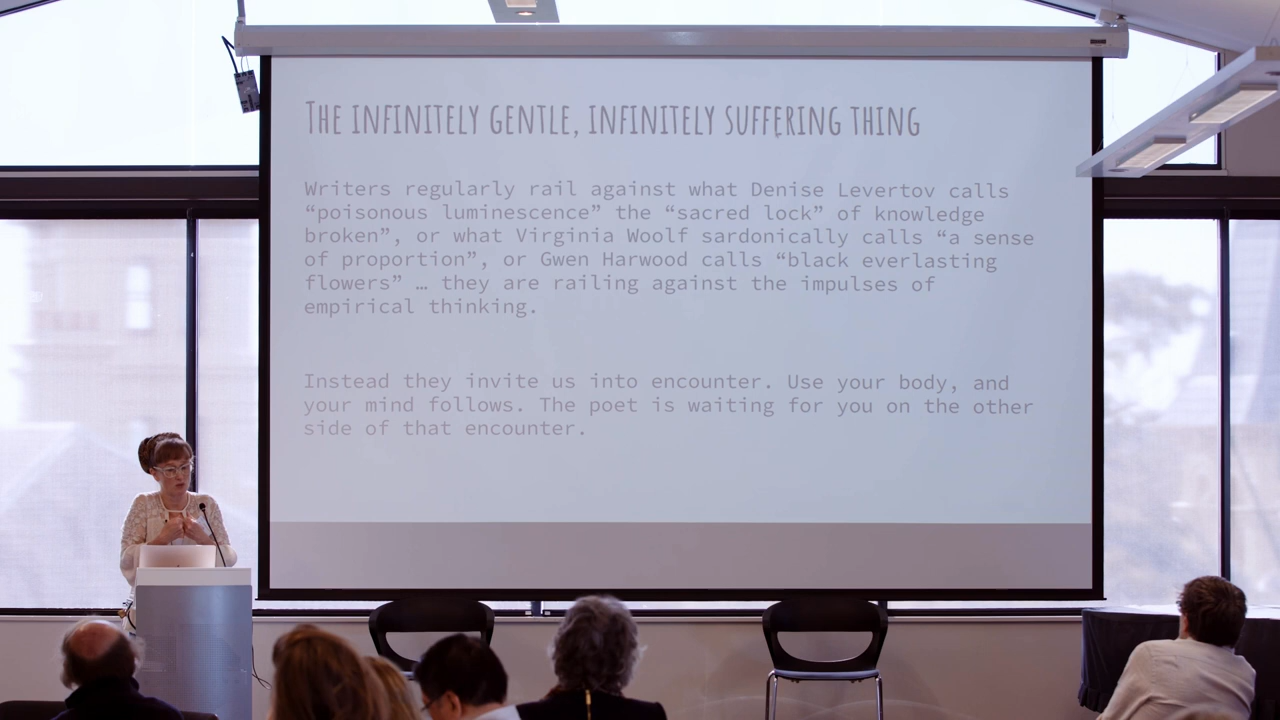 The infinitely gentle, infinitely suffering thing
Writers regularly rail against what Denise Levertov calls
“poisonous luminescence” the “sacred lock” of knowledge
broken”, or what Virginia Woolf sardonically calls “a sense
of proportion”, or Gwen Harwood calls “black everlasting
flowers” … they are railing against the impulses of
empirical thinking.
Instead they invite us into encounter. Use your body, and
your mind follows. The poet is waiting for you on the other
side of that encounter.